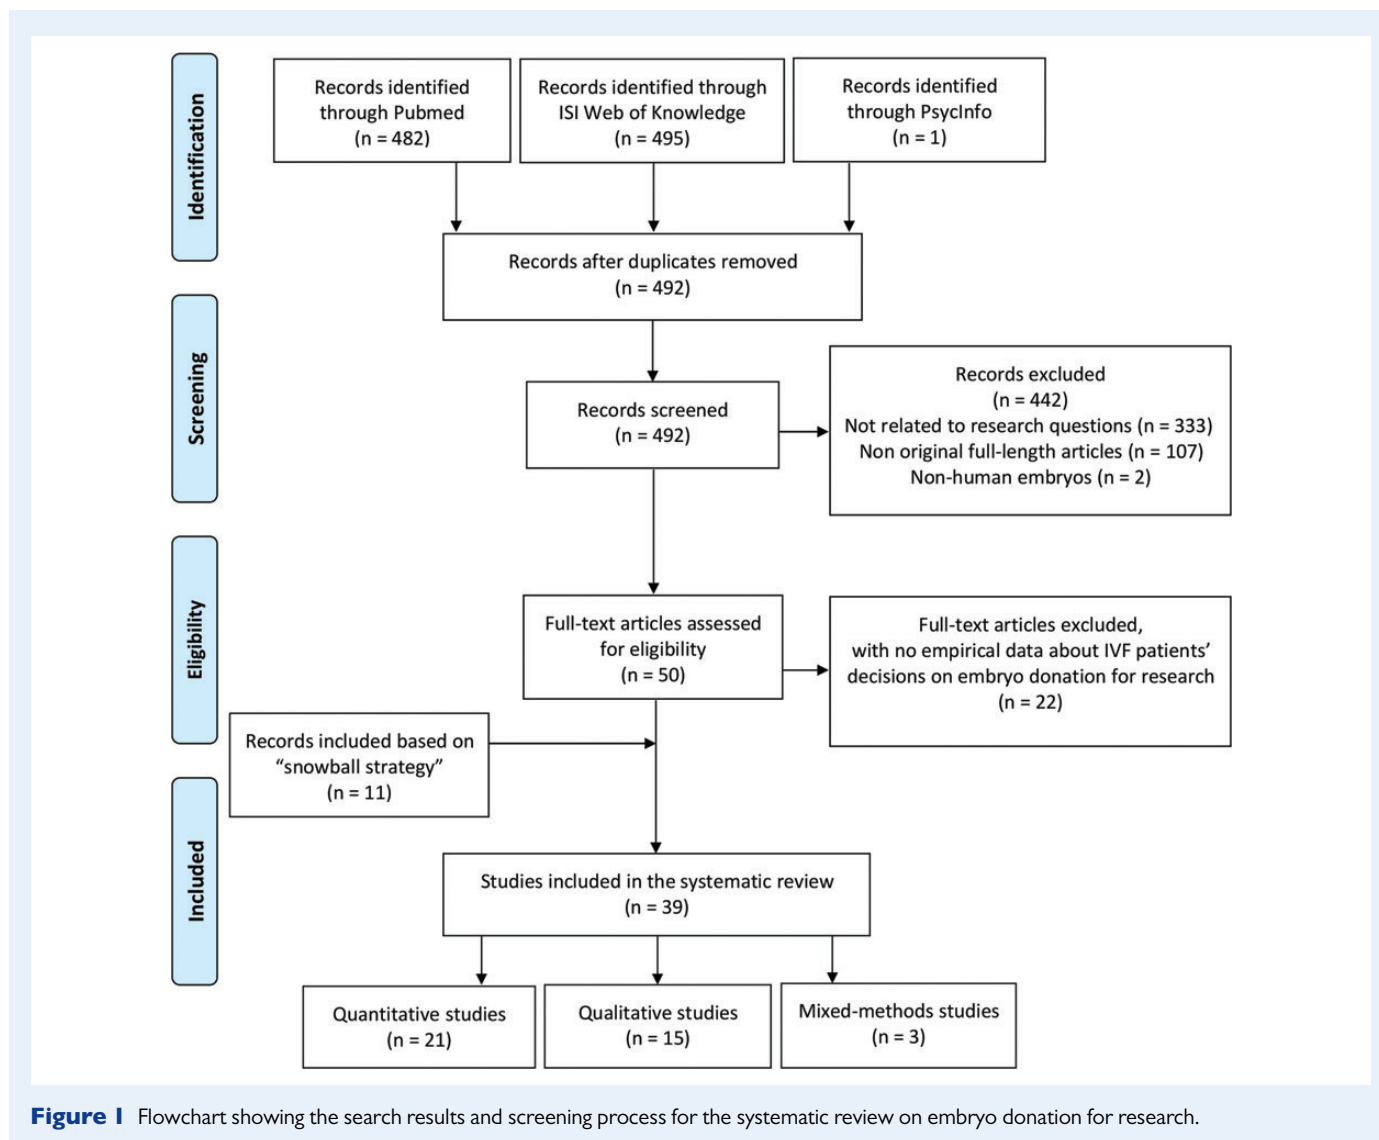 Identification
Records identified
through Pubmed
(n = 482)
Records identified through
ISI Web of Knowledge
(n = 495)
Records identified
through PsycInfo
(n = 1)
Records after duplicates removed
(n = 492)
Screening
Records screened
(n = 492)
Records excluded
(n = 442)
Not related to research questions (n = 333)
Non original full-length articles (n = 107)
Non-human embryos (n = 2)
Eligibility
Full-text articles assessed
for eligibility
(n = 50)
Full-text articles excluded,
with no empirical data about IVF patients’
decisions on embryo donation for research
(n = 22)
Records included based on
“snowball strategy”
(n = 11)
Included
Studies included in the systematic review
(n = 39)
Quantitative studies
(n = 21)
Qualitative studies
(n = 15)
Mixed-methods studies
(n = 3)
Figure 1 Flowchart showing the search results and screening process for the systematic review on embryo donation for research.